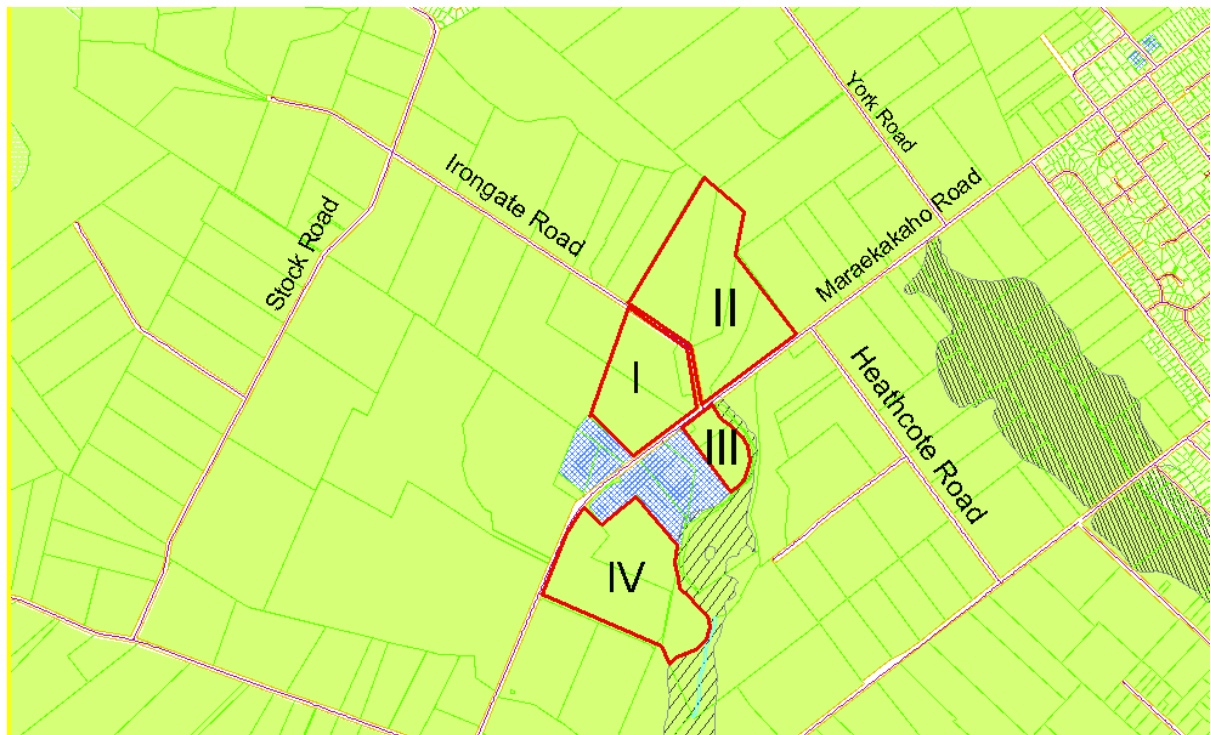 York Road
Irongate Road
Stock Road
Maraekakaho Road
II
I
Heathcote Road
III
IV